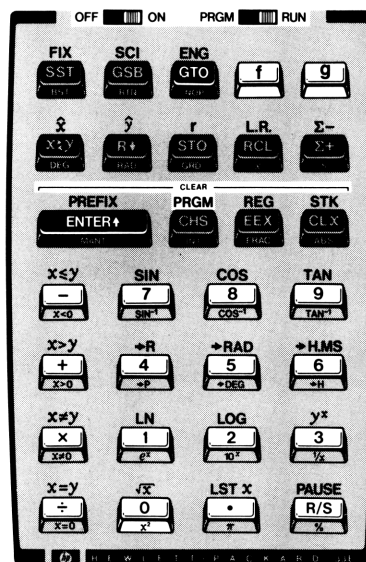 OFF ON PRGM RUN
FIX SCI ENG
SST GSB GTO f g
BST RTN NOP
x̂ ŷ r L.R. Σ−
x⇄y R↓ STO RCL Σ+
DEG RAD GRD
CLEAR
PREFIX PRGM REG STK
ENTER↑ CHS EEX CLX
MANT FRAC ABS
x≤y SIN COS TAN
− 7 8 9
x<0 SIN⁻¹ COS⁻¹ TAN⁻¹
x>y →R →RAD →H.MS
+ 4 5 6
x>0 →P →DEG →H
x≠y LN LOG yˣ
× 1 2 3
x≠0 eˣ 10ˣ 1/x
x=y √x LST x PAUSE
÷ 0 • R/S
x=0 x² π %
hp HEWLETT PACKARD